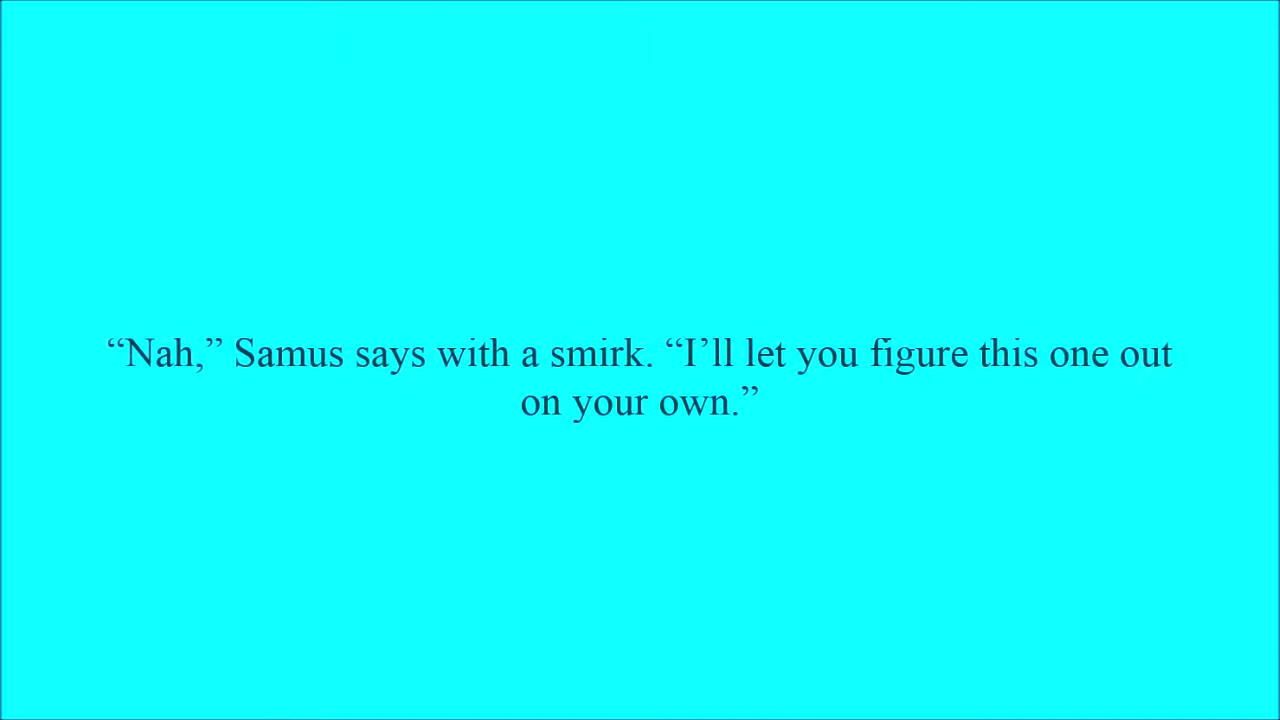 “Nah,” Samus says with a smirk. “I’ll let you figure this one out
on your own.”